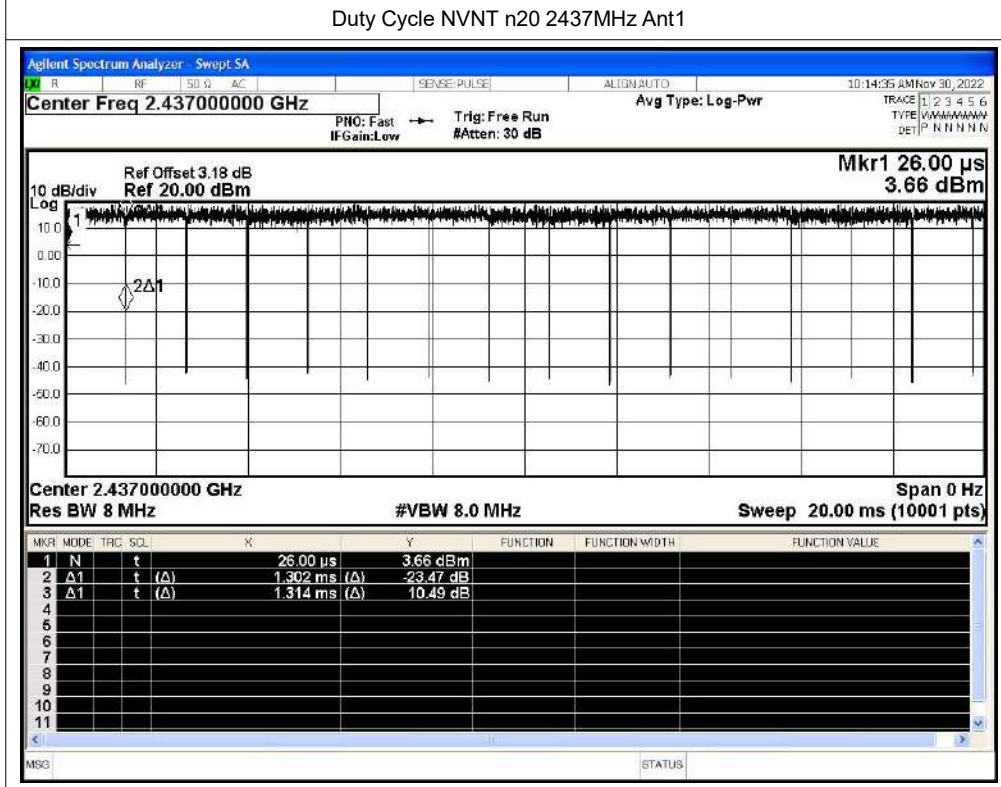 Duty Cycle NVNT n20 2437MHz Ant1
Agilent Spectrum Analyzer - Swept SA
LXI R RF 50 Ω AC SENSE:PULSE ALIGNAUTO 10:14:35 AM Nov 30, 2022
Center Freq 2.437000000 GHz
PNO: Fast
IFGain:Low
Trig: Free Run
#Atten: 30 dB
Avg Type: Log-Pwr
TRACE 1 2 3 4 5 6
TYPE
DET P N N N N N
Ref Offset 3.18 dB
10 dB/div Ref 20.00 dBm
Mkr1 26.00 µs
3.66 dBm
Log
1
10.0
0.00
-10.0
2Δ1
-20.0
-30.0
-40.0
-50.0
-60.0
-70.0
Center 2.437000000 GHz Span 0 Hz
Res BW 8 MHz #VBW 8.0 MHz Sweep 20.00 ms (10001 pts)
MKR MODE TRC SCL X Y FUNCTION FUNCTION WIDTH FUNCTION VALUE
1 N t 26.00 µs 3.66 dBm
2 Δ1 t (Δ) 1.302 ms (Δ) -23.47 dB
3 Δ1 t (Δ) 1.314 ms (Δ) 10.49 dB
4
5
6
7
8
9
10
11
MSG STATUS